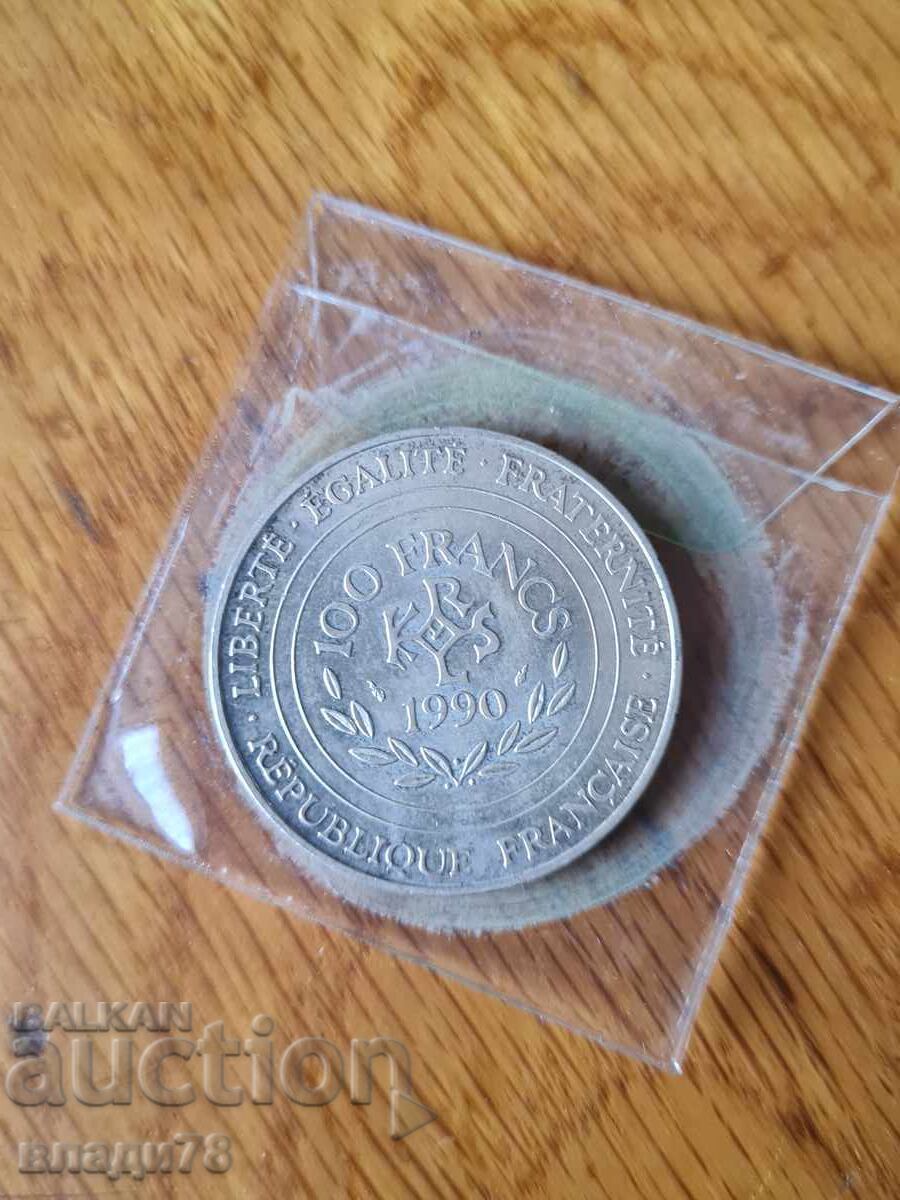 · LIBERTÉ · ÉGALITÉ · FRATERNITÉ ·
100 FRANCS
1990
RÉPUBLIQUE FRANÇAISE
BALKAN
auction
влади78